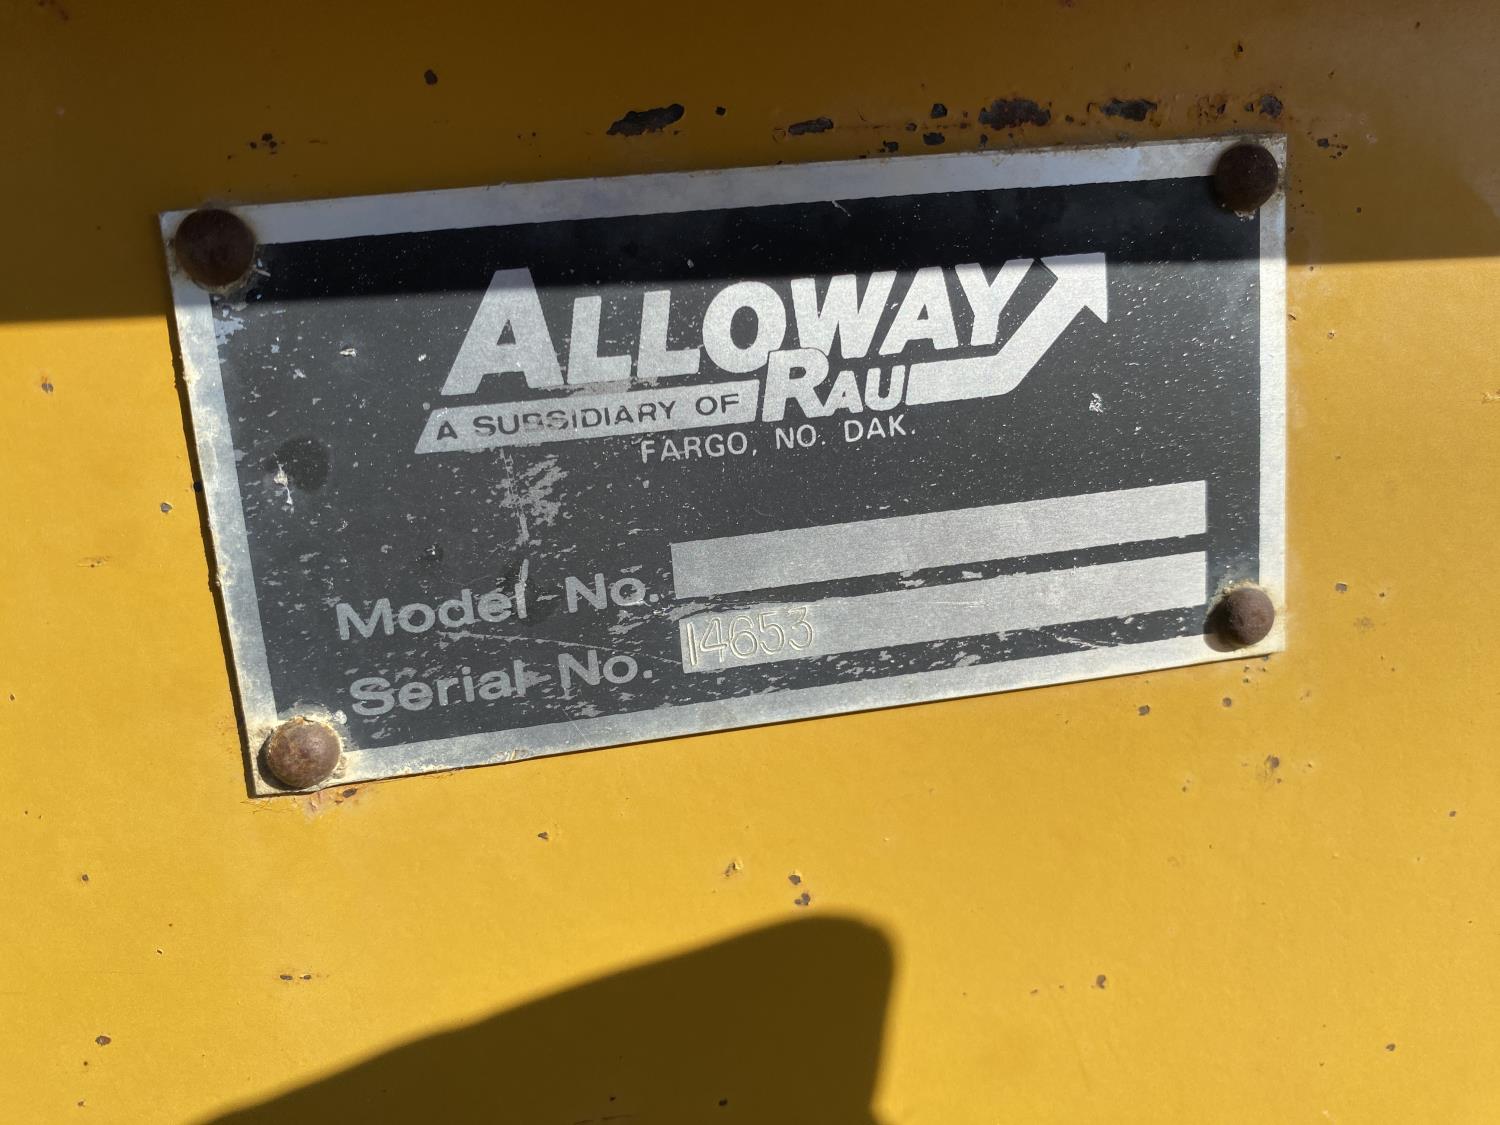 ALLOWAY
A SUBSIDIARY OF RAU
FARGO, NO. DAK.
Model No.
Serial No. 14653